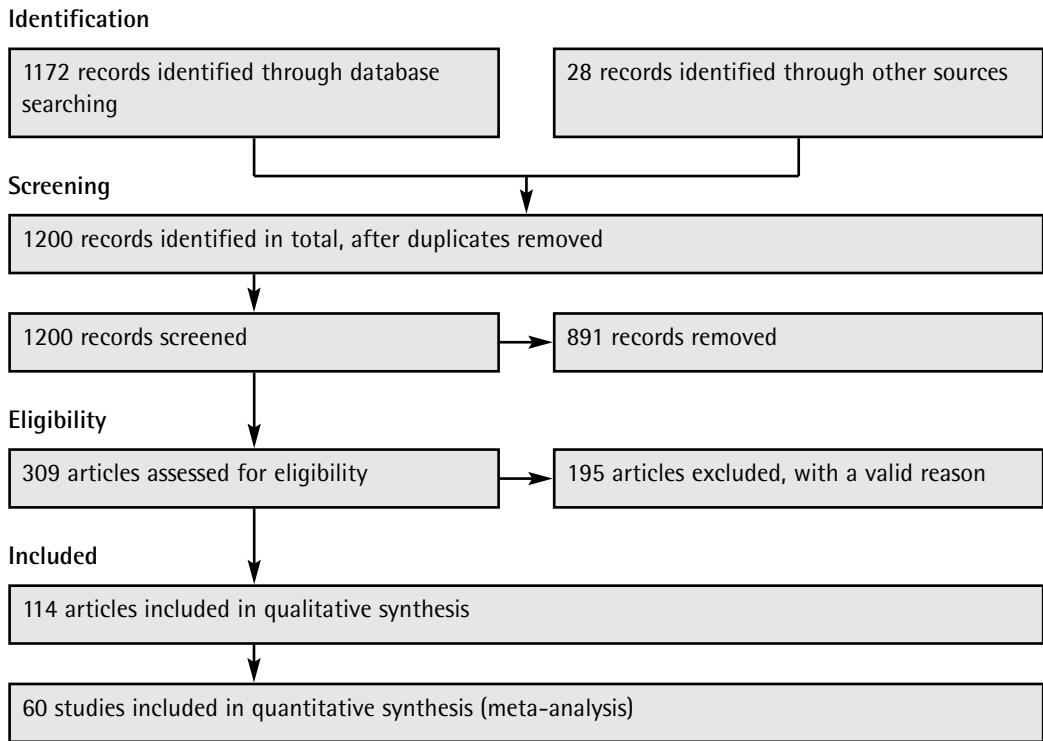 Identification
1172 records identified through database
searching
28 records identified through other sources
Screening
1200 records identified in total, after duplicates removed
1200 records screened
891 records removed
Eligibility
309 articles assessed for eligibility
195 articles excluded, with a valid reason
Included
114 articles included in qualitative synthesis
60 studies included in quantitative synthesis (meta-analysis)